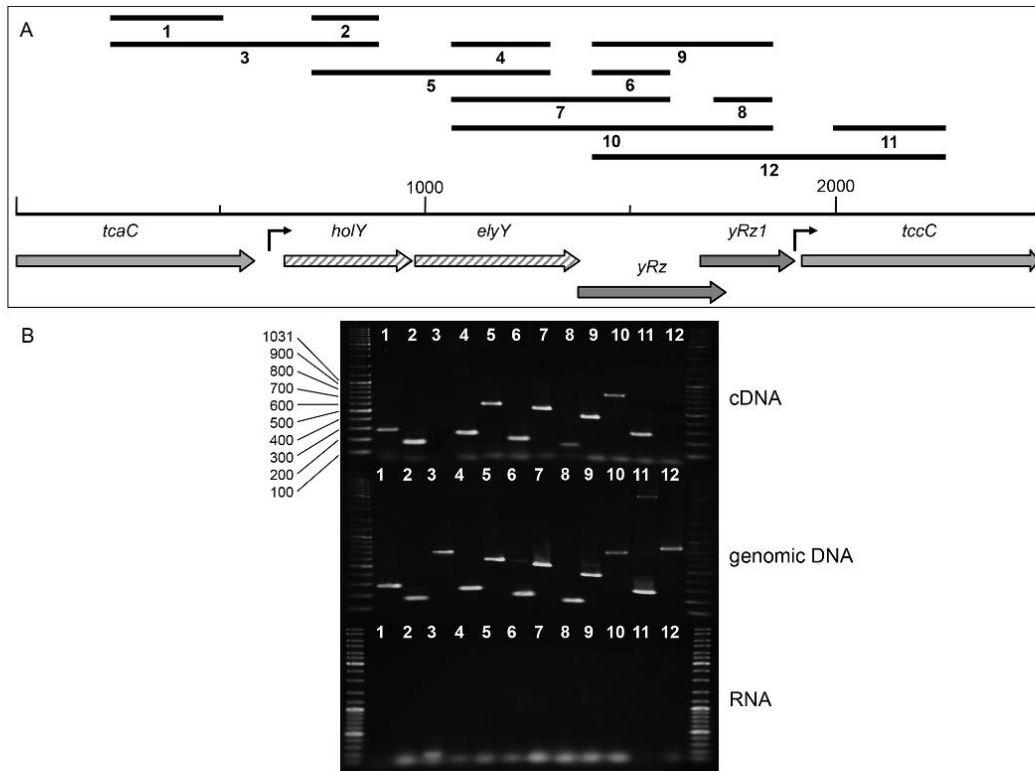 A
1 2
3 4 9
5 6
7 8
10 11
12
1000 2000
tcaC holY elyY yRz1 tccC
yRz
B
1031
900
800
700
600
500
400
300
200
100
1 2 3 4 5 6 7 8 9 10 11 12
cDNA
1 2 3 4 5 6 7 8 9 10 11 12
genomic DNA
1 2 3 4 5 6 7 8 9 10 11 12
RNA